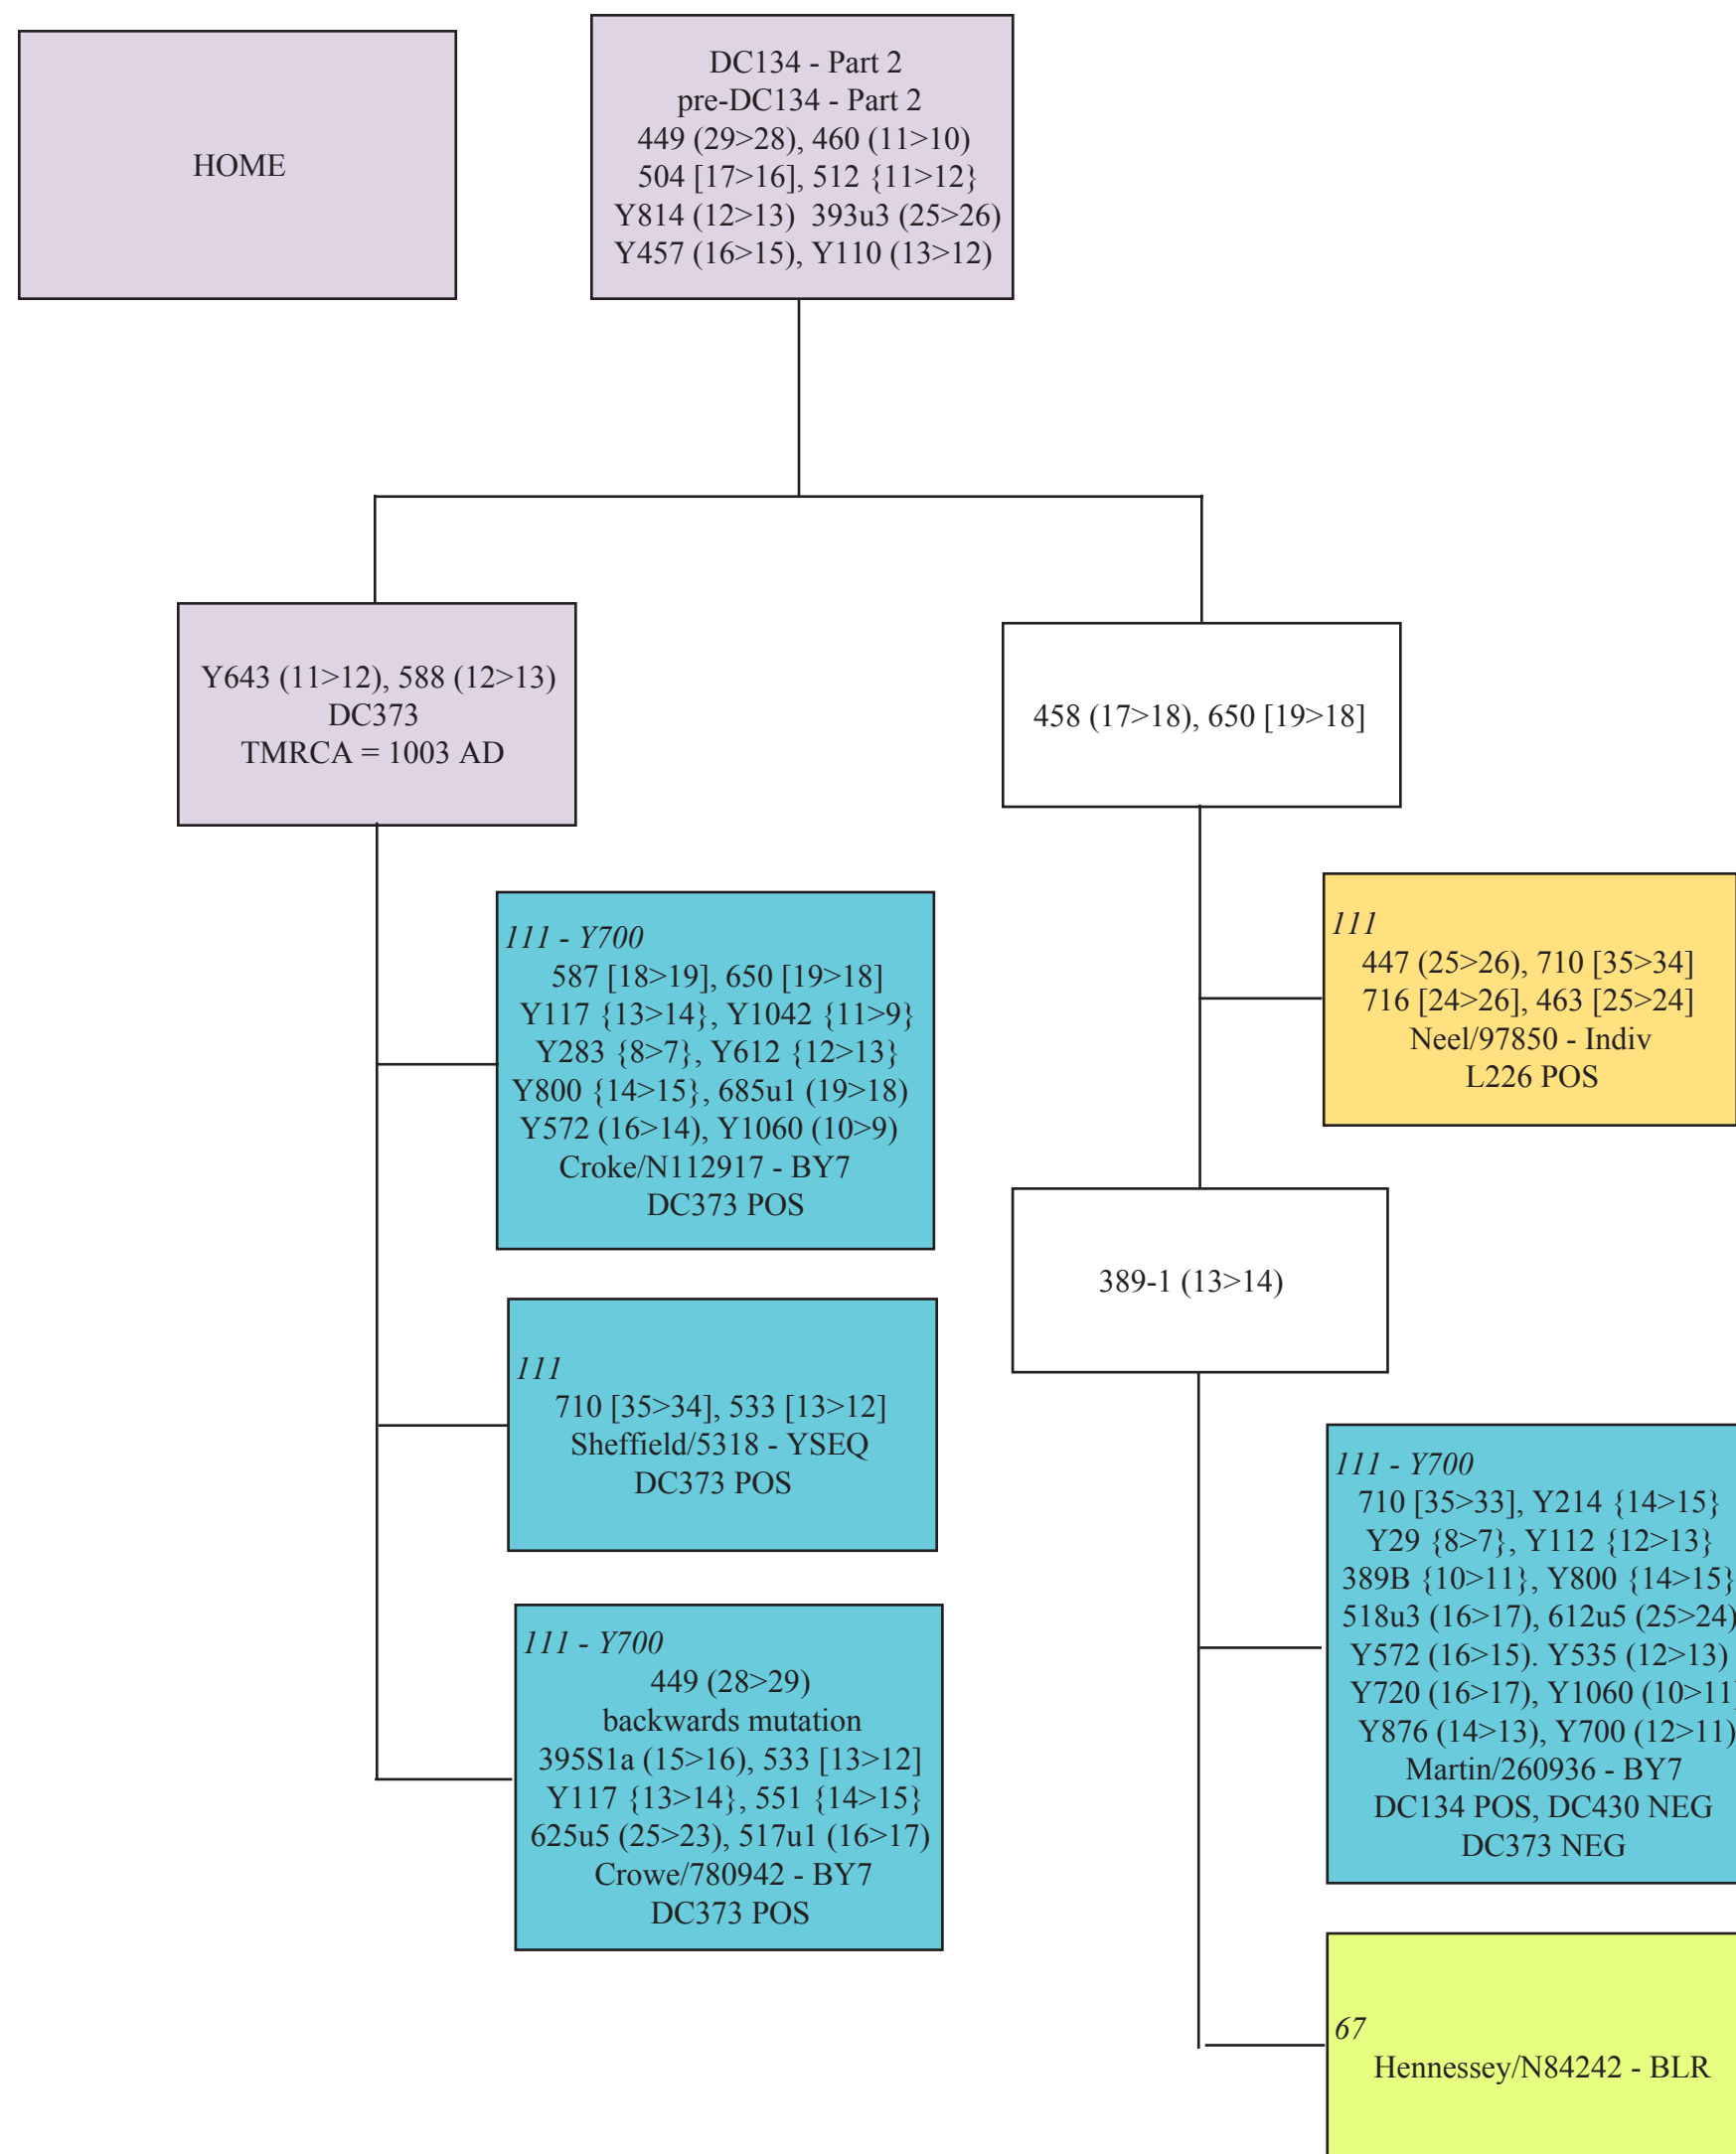 HOME
DC134 - Part 2
pre-DC134 - Part 2
449 (29>28), 460 (11>10)
504 [17>16], 512 {11>12}
Y814 (12>13)  393u3 (25>26)
Y457 (16>15), Y110 (13>12)
Y643 (11>12), 588 (12>13)
DC373
TMRCA = 1003 AD
458 (17>18), 650 [19>18]
111 - Y700
587 [18>19], 650 [19>18]
Y117 {13>14}, Y1042 {11>9}
Y283 {8>7}, Y612 {12>13}
Y800 {14>15}, 685u1 (19>18)
Y572 (16>14), Y1060 (10>9)
Croke/N112917 - BY7
DC373 POS
111
447 (25>26), 710 [35>34]
716 [24>26], 463 [25>24]
Neel/97850 - Indiv
L226 POS
389-1 (13>14)
111
710 [35>34], 533 [13>12]
Sheffield/5318 - YSEQ
DC373 POS
111 - Y700
449 (28>29)
backwards mutation
395S1a (15>16), 533 [13>12]
Y117 {13>14}, 551 {14>15}
625u5 (25>23), 517u1 (16>17)
Crowe/780942 - BY7
DC373 POS
111 - Y700
710 [35>33], Y214 {14>15}
Y29 {8>7}, Y112 {12>13}
389B {10>11}, Y800 {14>15}
518u3 (16>17), 612u5 (25>24)
Y572 (16>15). Y535 (12>13)
Y720 (16>17), Y1060 (10>11)
Y876 (14>13), Y700 (12>11)
Martin/260936 - BY7
DC134 POS, DC430 NEG
DC373 NEG
67
Hennessey/N84242 - BLR